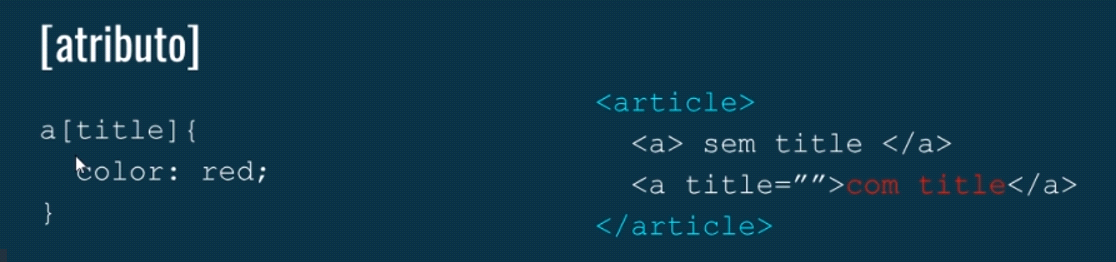 [atributo]
a[title]{
color: red;
}
<article>
<a> sem title </a>
<a title=””>com title</a>
</article>